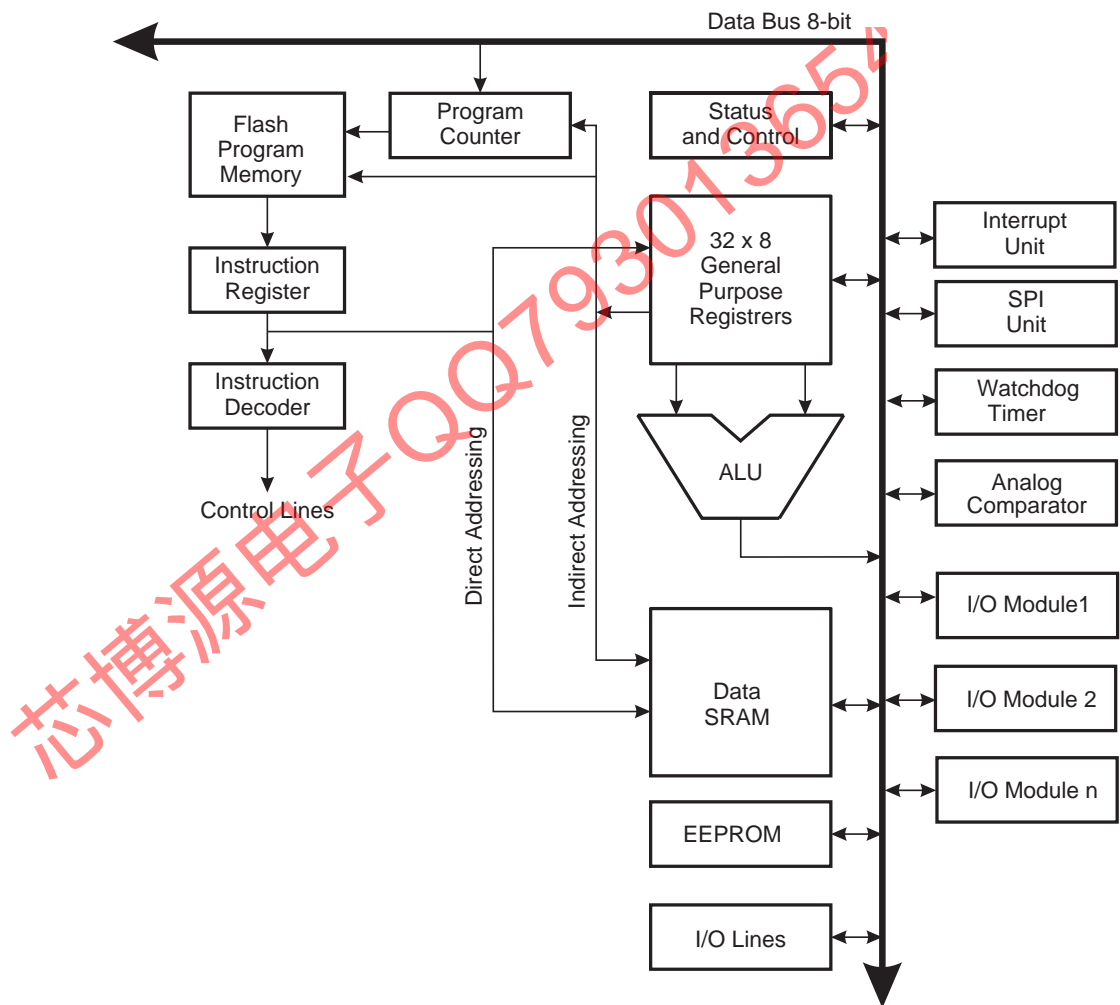 Data Bus 8-bit
Flash
Program
Memory
Program
Counter
Status
and Control
32 x 8
General
Purpose
Registrers
Interrupt
Unit
Instruction
Register
SPI
Unit
Instruction
Decoder
Watchdog
Timer
ALU
Analog
Comparator
Control Lines
Direct Addressing
Indirect Addressing
I/O Module1
Data
SRAM
I/O Module 2
I/O Module n
EEPROM
I/O Lines
芯博源电子QQ793013654